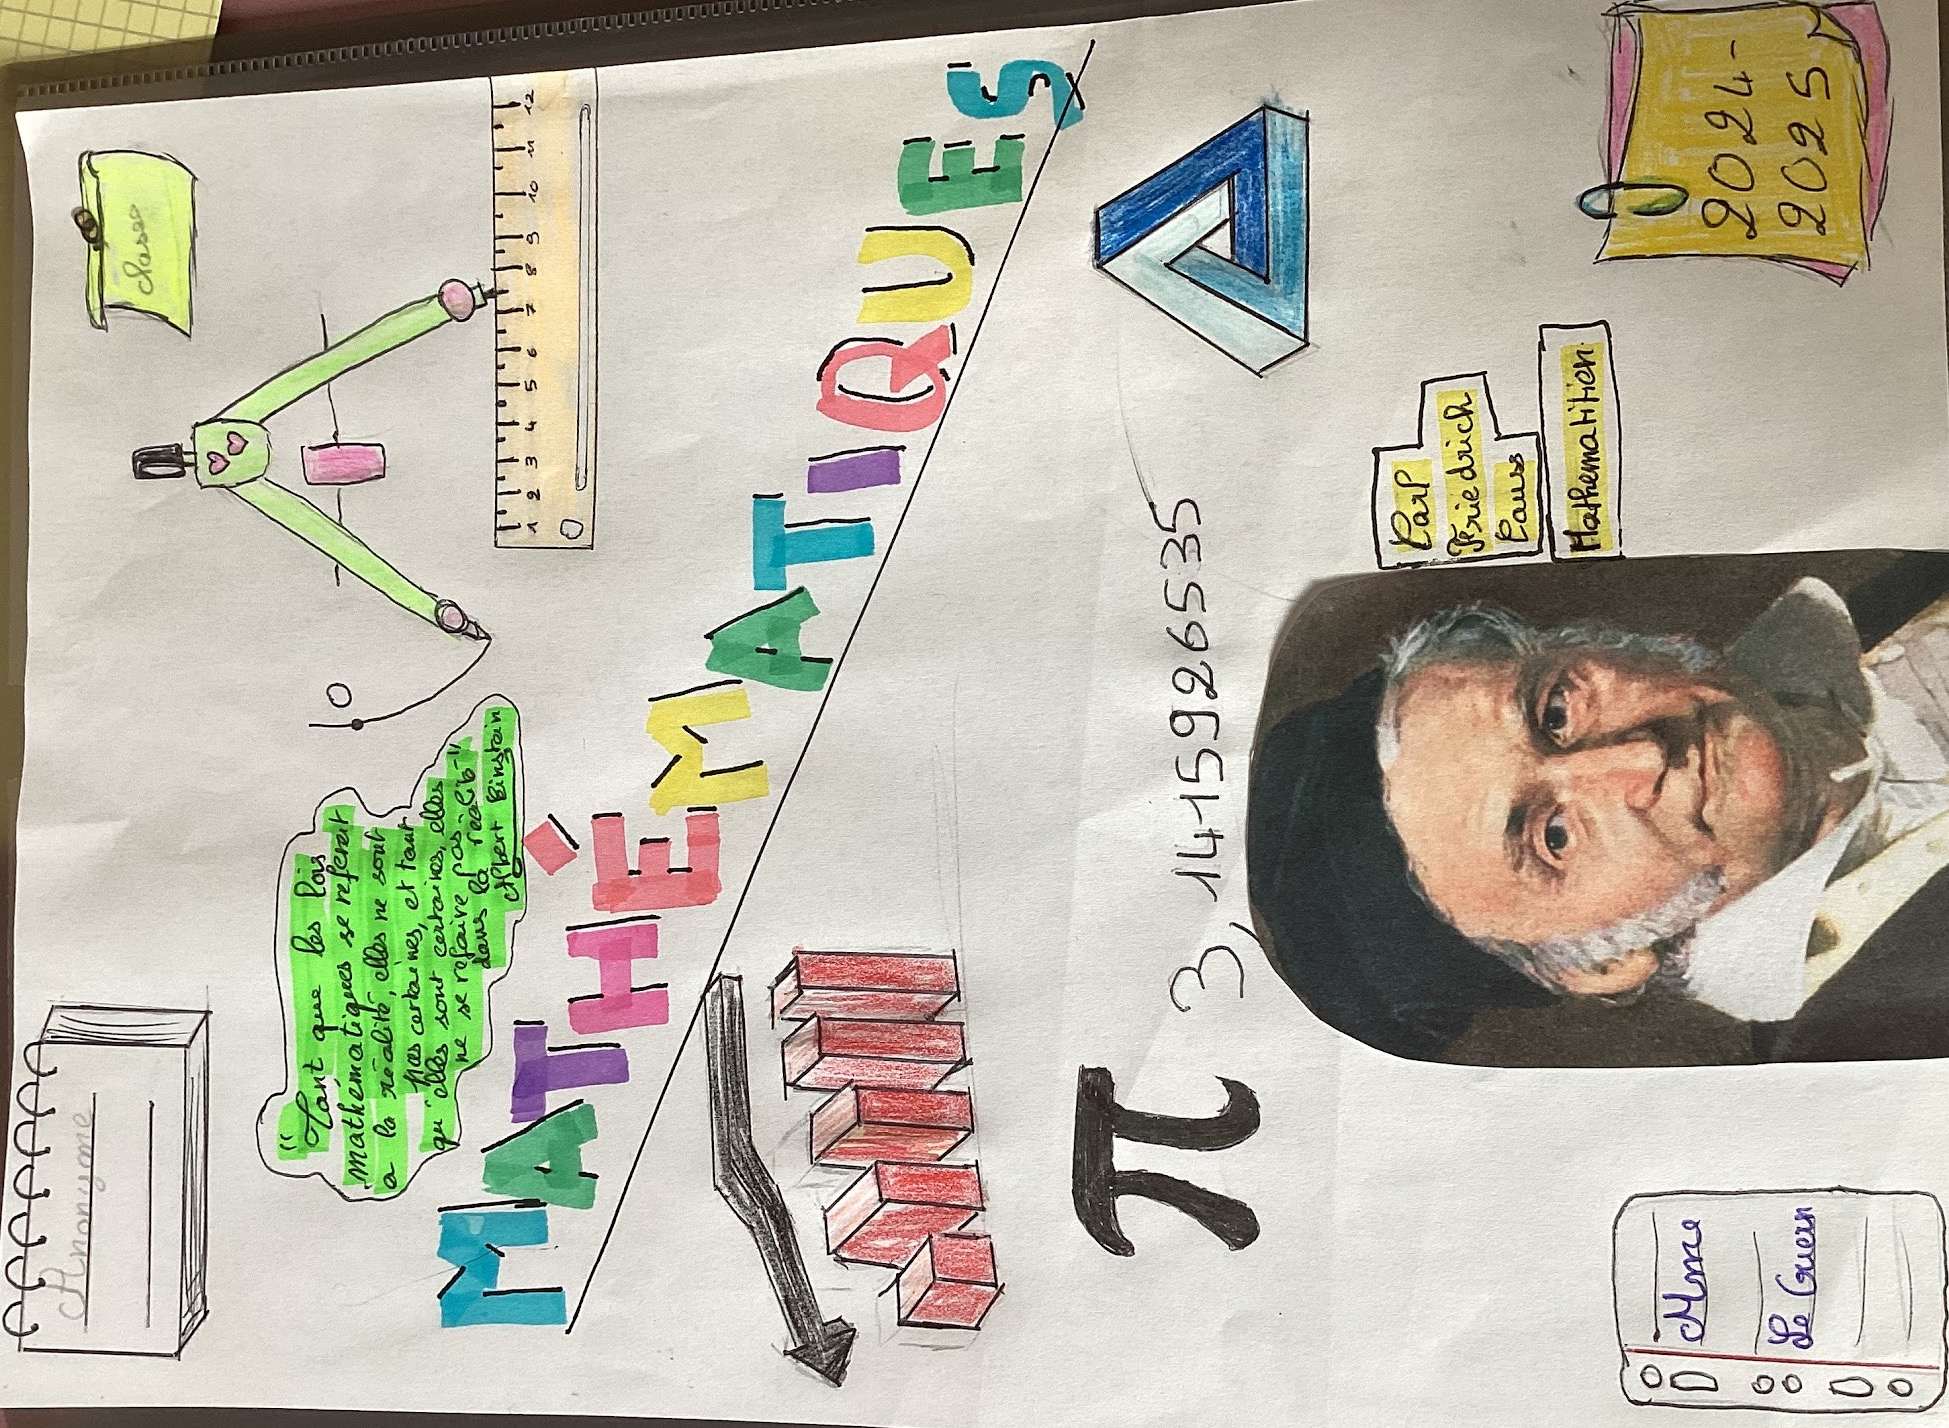 Anonyme
classe
"Tant que les lois
mathématiques se referent
a la réalité, elles ne sont
pas certaines, et tant
qu'elles sont certaines, elles
ne se refaire pas
dans la réalité"
Albert Einstein
O
1 2 3 4 5 6 7 8 9 10 11 12
MATHÉMATIQUES
π 3,1415926535
Carl
Friedrich
Gauss
Mathematitien
Mme
Le Guern
2024-
2025